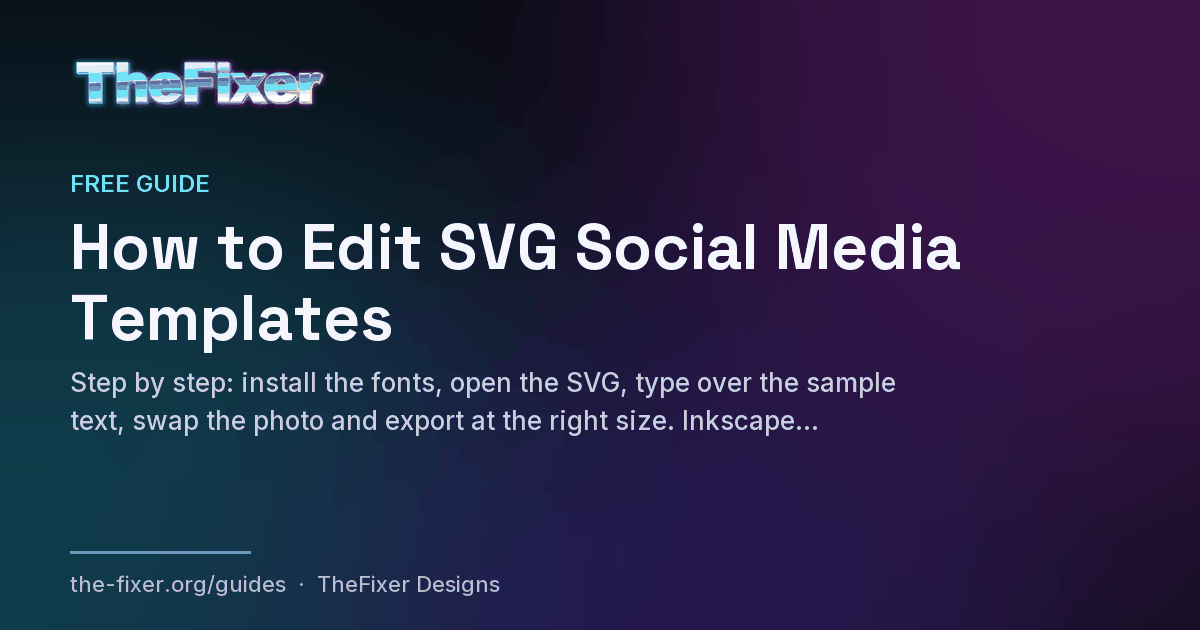 TheFixer
FREE GUIDE
How to Edit SVG Social Media
Templates
Step by step: install the fonts, open the SVG, type over the sample
text, swap the photo and export at the right size. Inkscape...
the-fixer.org/guides · TheFixer Designs